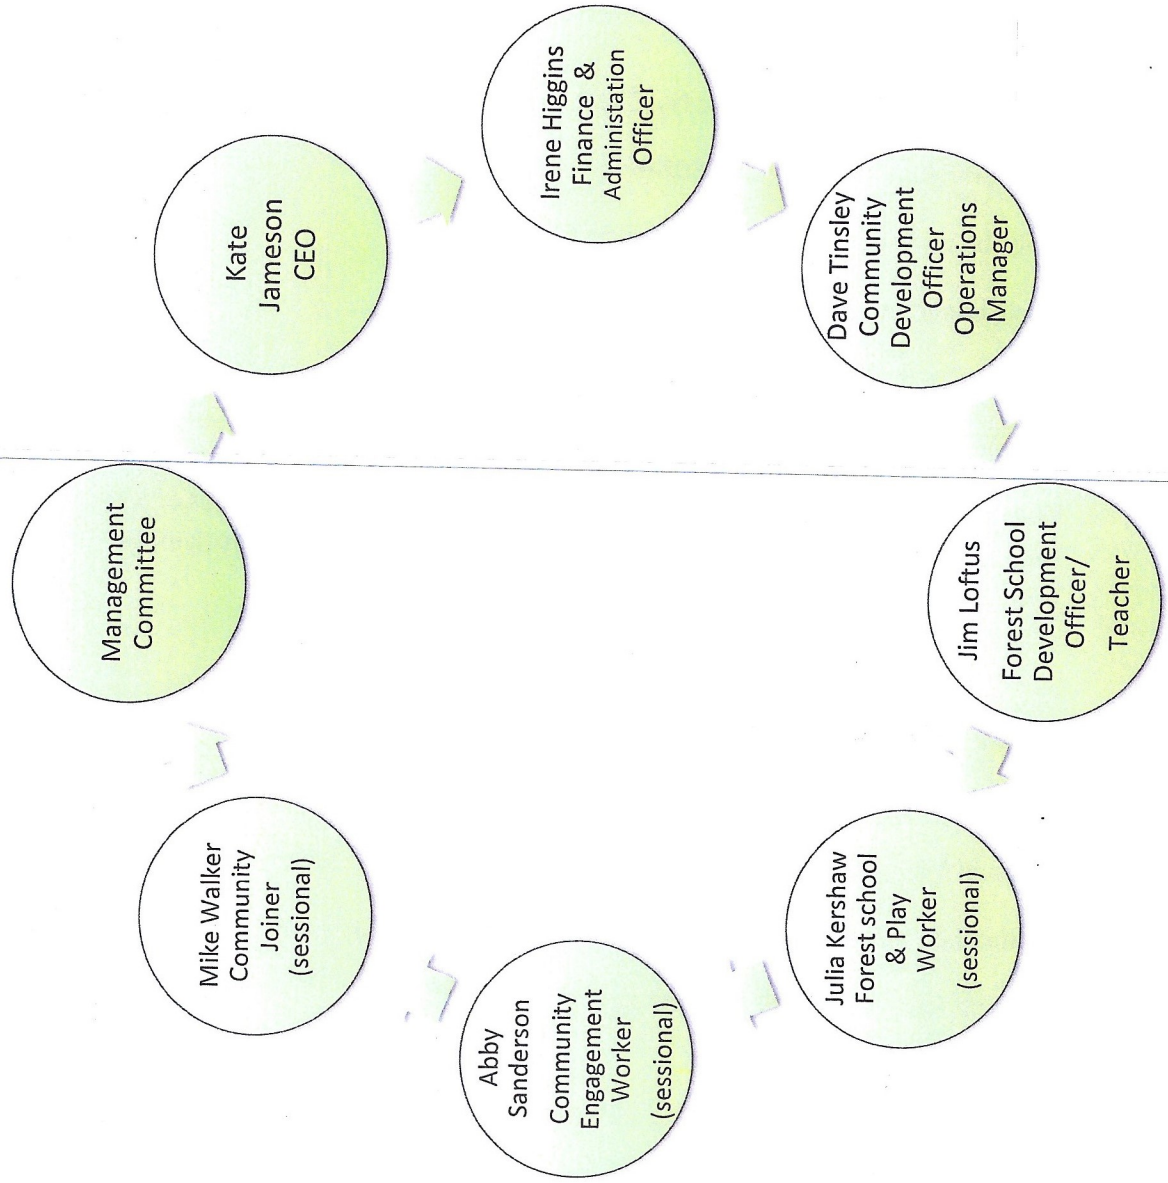 Management
Committee
Kate
Jameson
CEO
Irene Higgins
Finance &
Administation
Officer
Dave Tinsley
Community
Development
Officer
Operations
Manager
Jim Loftus
Forest School
Development
Officer/
Teacher
Julia Kershaw
Forest school
& Play
Worker
(sessional)
Abby
Sanderson
Community
Engagement
Worker
(sessional)
Mike Walker
Community
Joiner
(sessional)